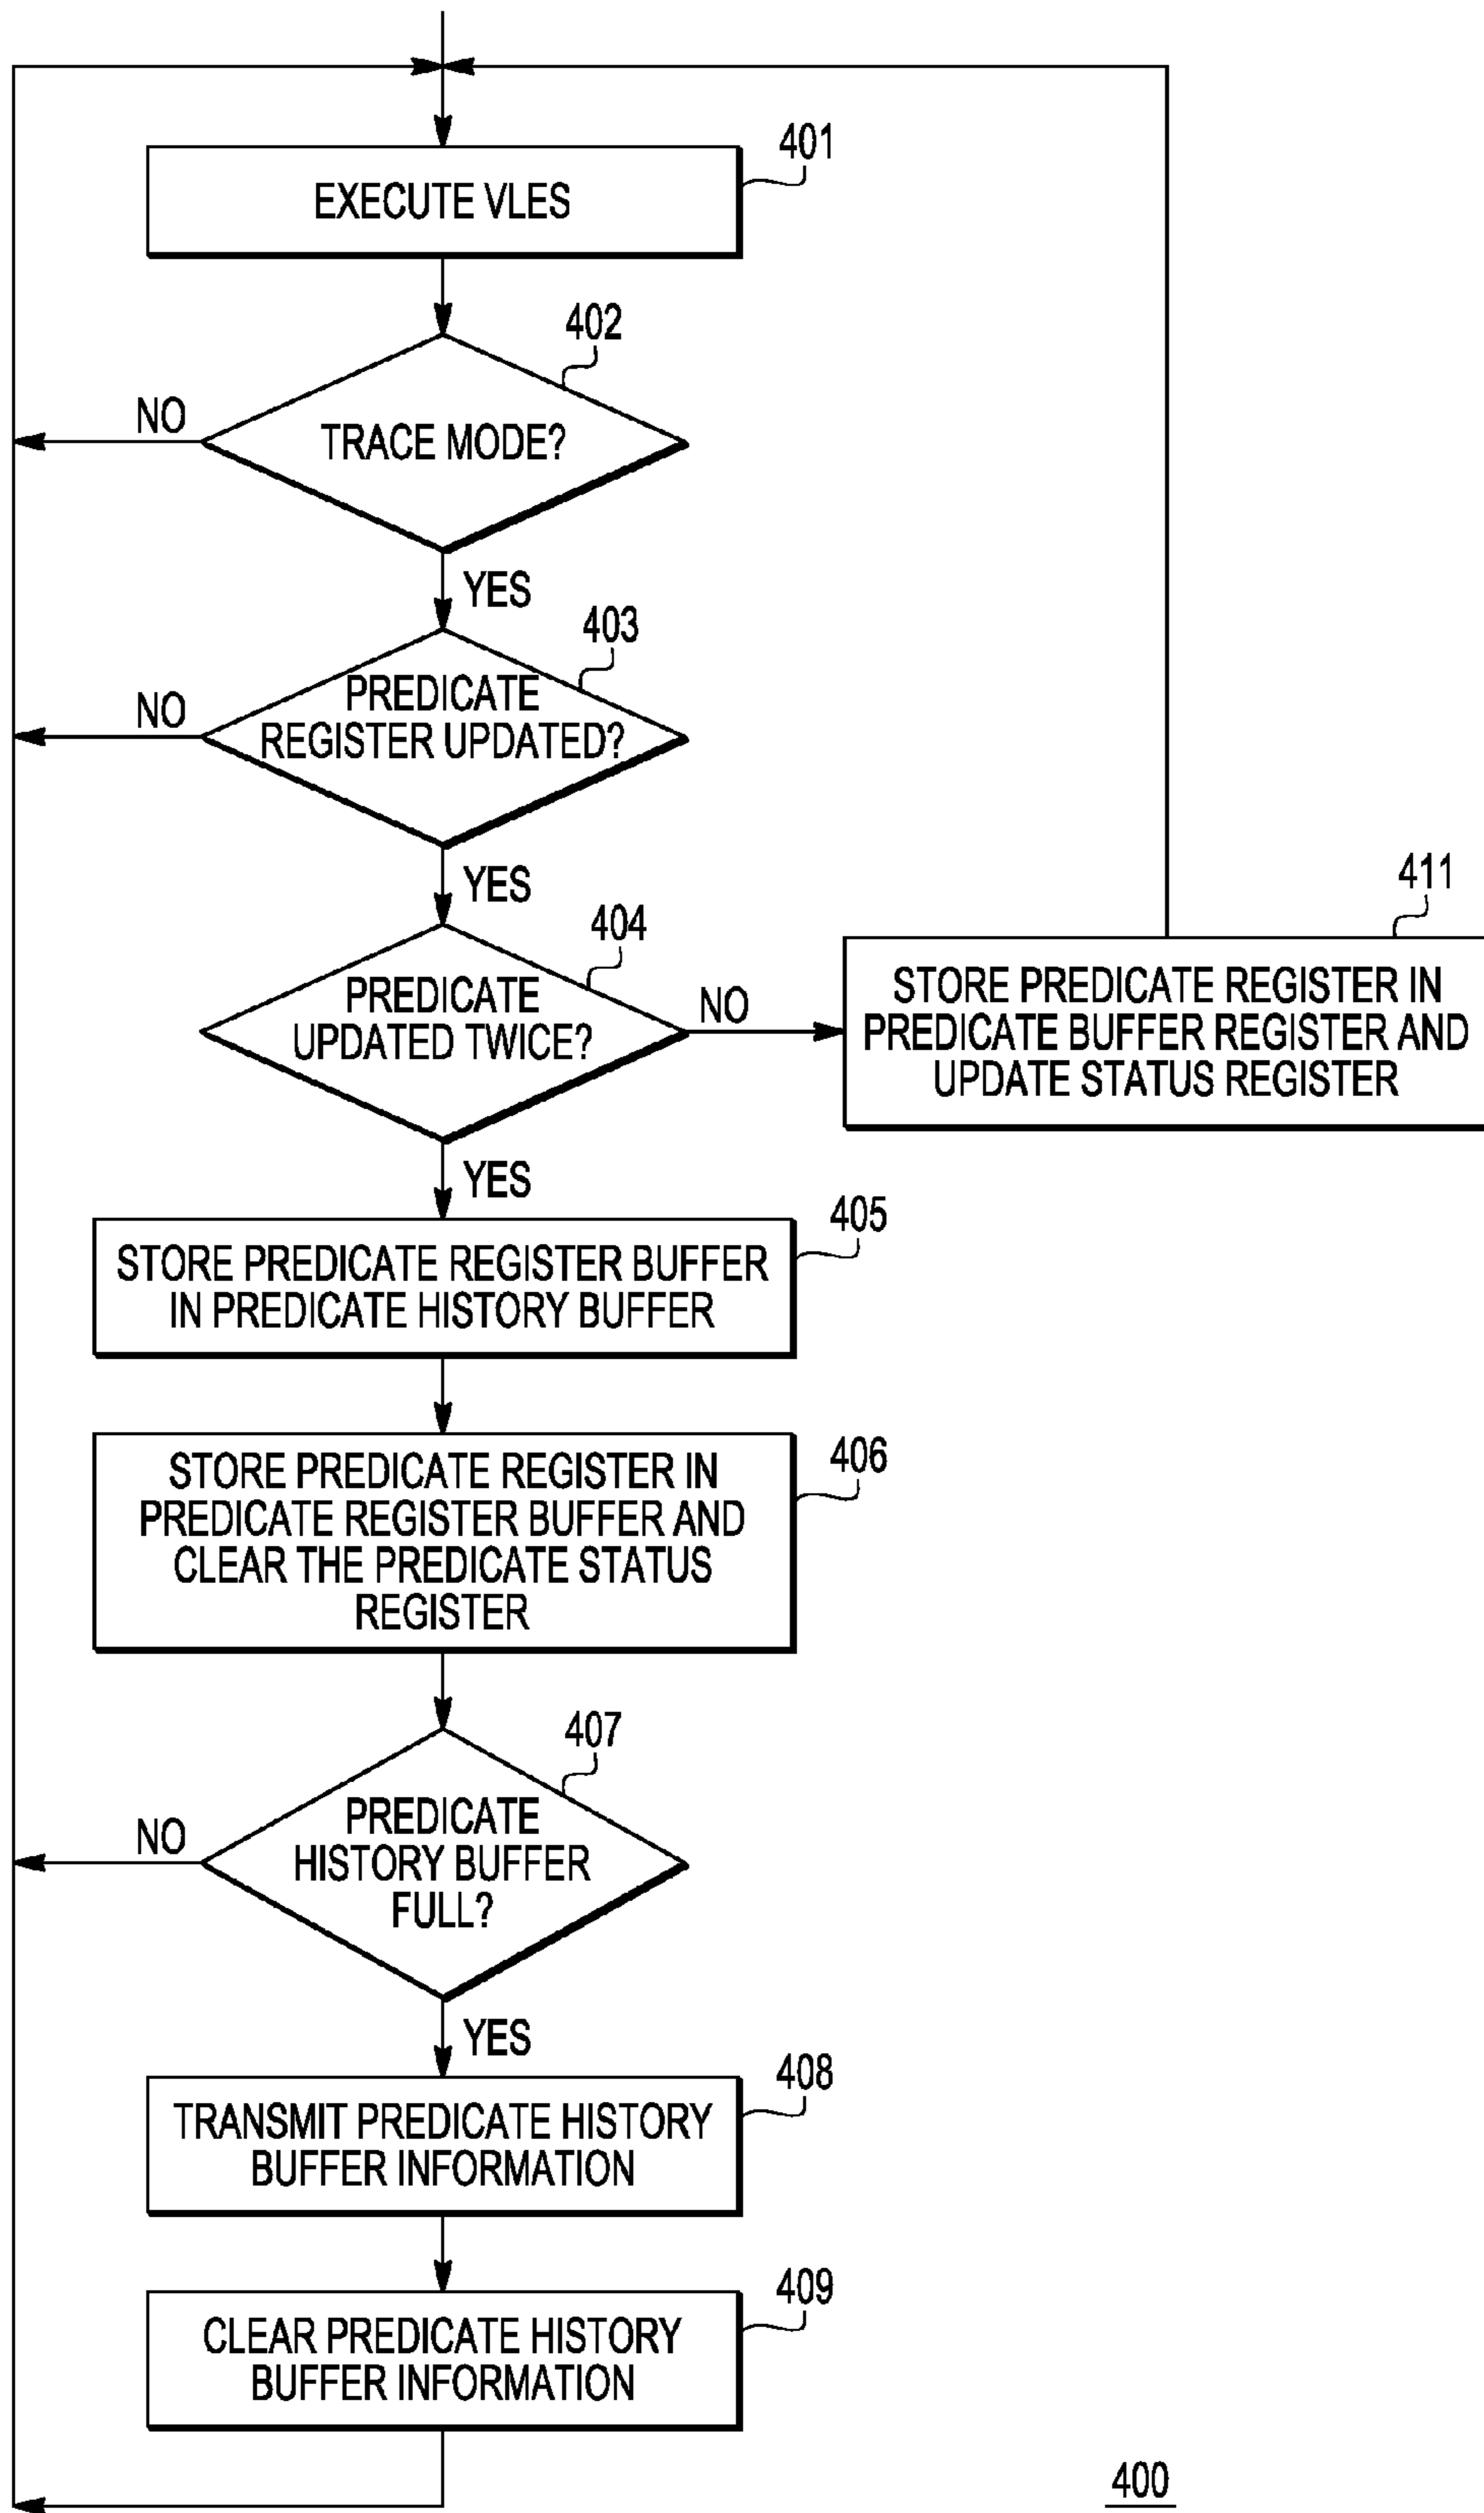 401
EXECUTE VLES
402
NO
TRACE MODE?
YES
403
PREDICATE
REGISTER UPDATED?
NO
YES
404
PREDICATE
UPDATED TWICE?
NO
411
STORE PREDICATE REGISTER IN
PREDICATE BUFFER REGISTER AND
UPDATE STATUS REGISTER
YES
405
STORE PREDICATE REGISTER BUFFER
IN PREDICATE HISTORY BUFFER
406
STORE PREDICATE REGISTER IN
PREDICATE REGISTER BUFFER AND
CLEAR THE PREDICATE STATUS
REGISTER
407
PREDICATE
HISTORY BUFFER
FULL?
NO
YES
408
TRANSMIT PREDICATE HISTORY
BUFFER INFORMATION
409
CLEAR PREDICATE HISTORY
BUFFER INFORMATION
400